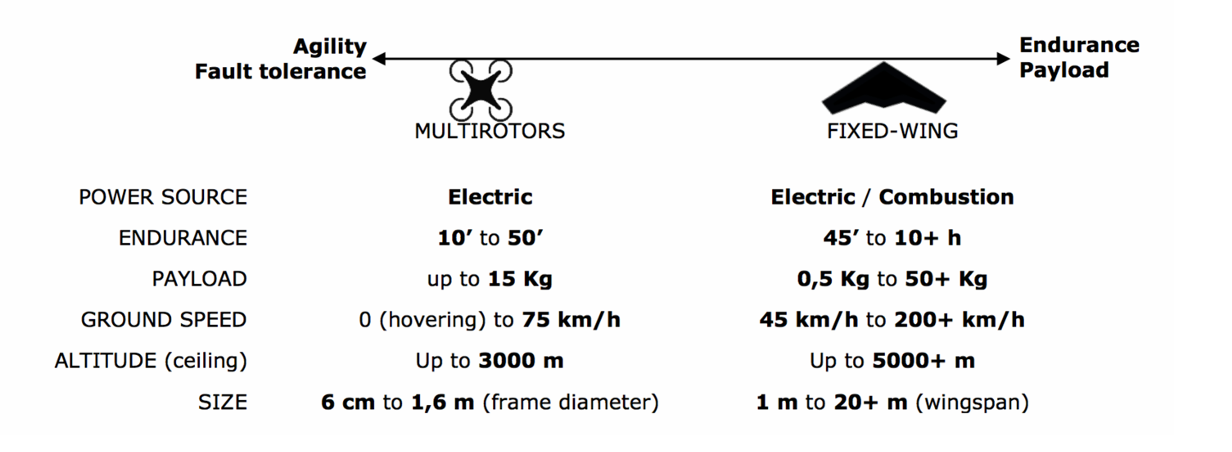 Agility
Fault tolerance
Endurance
Payload
MULTIROTORS FIXED-WING
POWER SOURCE Electric Electric / Combustion
ENDURANCE 10’ to 50’ 45’ to 10+ h
PAYLOAD up to 15 Kg 0,5 Kg to 50+ Kg
GROUND SPEED 0 (hovering) to 75 km/h 45 km/h to 200+ km/h
ALTITUDE (ceiling) Up to 3000 m Up to 5000+ m
SIZE 6 cm to 1,6 m (frame diameter) 1 m to 20+ m (wingspan)